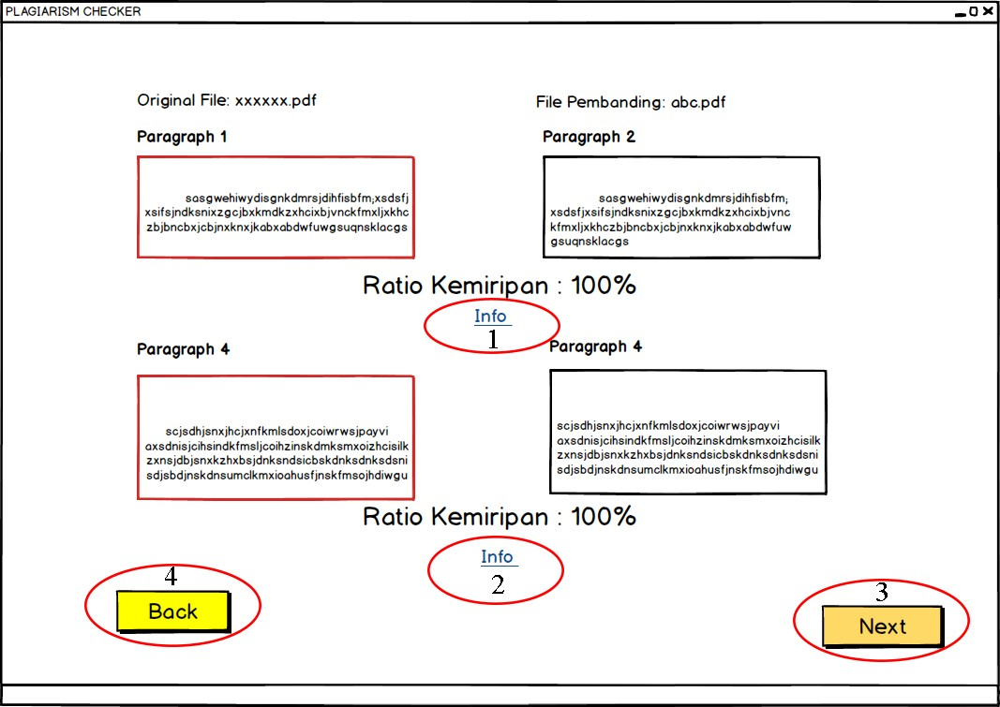 PLAGIARISM CHECKER
Original File: xxxxxx.pdf
File Pembanding: abc.pdf
Paragraph 1
Paragraph 2
sasgwehiwydisgnkdmrsjdihfisbfm;xsdsfj
xsifsjndksnixzgcjbxkmdkzxhcixbjvnckfmxljxkhc
zbjbncbxjcbjnxknxjkabxabdwfuwgsuqnsklacgs
sasgwehiwydisgnkdmrsjdihfisbfm;
xsdsfjxsifsjndksnixzgcjbxkmdkzxhcixbjvnc
kfmxljxkhczbjbncbxjcbjnxknxjkabxabdwfuw
gsuqnsklacgs
Ratio Kemiripan : 100%
Info
1
Paragraph 4
Paragraph 4
scjsdhjsnxjhcjxnfkmlsdoxjcoiwrwsjpayvi
axsdnisjcihsindkfmsljcoihzinskdmksmxoizhcisilk
zxnsjdbjsnxkzhxbsjdnksndsicbskdnksdnksdsni
sdjsbdjnskdnsumclkmxioahusfjnskfmsojhdiwgu
scjsdhjsnxjhcjxnfkmlsdoxjcoiwrwsjpayvi
axsdnisjcihsindkfmsljcoihzinskdmksmxoizhcisilk
zxnsjdbjsnxkzhxbsjdnksndsicbskdnksdnksdsni
sdjsbdjnskdnsumclkmxioahusfjnskfmsojhdiwgu
Ratio Kemiripan : 100%
Info
2
4
Back
3
Next